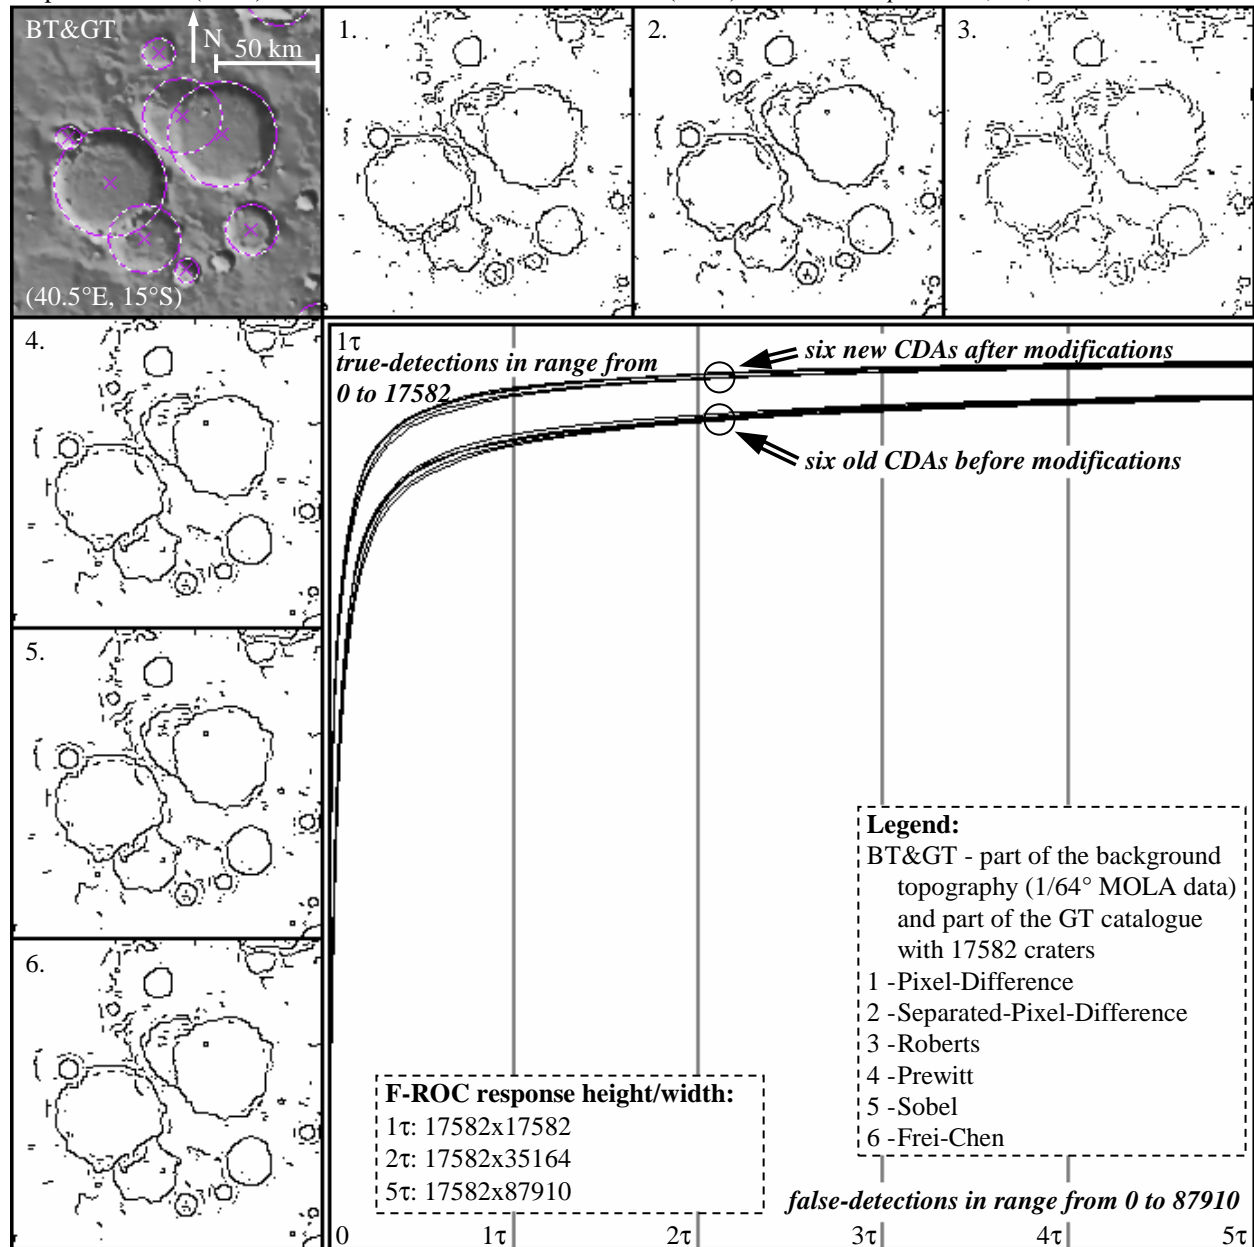 BT&GT
N
50 km
(40.5°E, 15°S)
1.
2.
3.
4.
5.
6.
1τ
true-detections in range from
0 to 17582
six new CDAs after modifications
six old CDAs before modifications
Legend:
BT&GT - part of the background
topography (1/64° MOLA data)
and part of the GT catalogue
with 17582 craters
1 -Pixel-Difference
2 -Separated-Pixel-Difference
3 -Roberts
4 -Prewitt
5 -Sobel
6 -Frei-Chen
F-ROC response height/width:
1τ: 17582x17582
2τ: 17582x35164
5τ: 17582x87910
false-detections in range from 0 to 87910
0 1τ 2τ 3τ 4τ 5τ